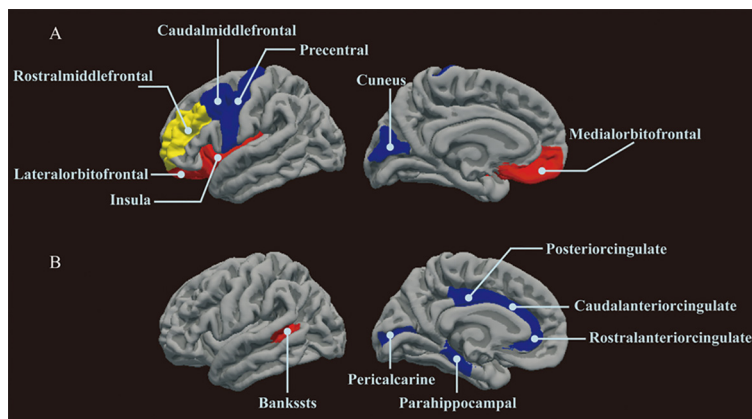 A
Caudalmiddlefrontal
Precentral
Rostralmiddlefrontal
Cuneus
Medialorbitofrontal
Lateralorbitofrontal
Insula
B
Posteriorcingulate
Caudalanteriorcingulate
Rostralanteriorcingulate
Pericalcarine
Bankssts
Parahippocampal